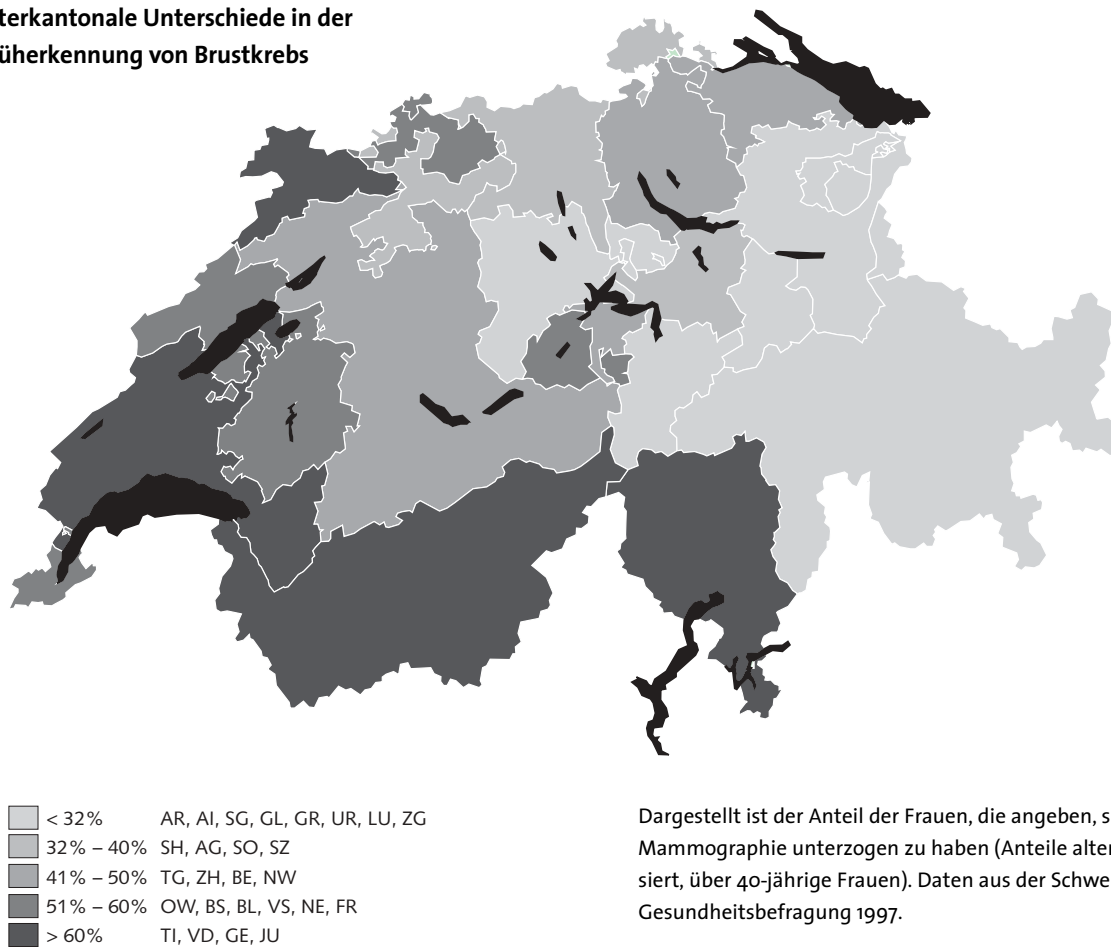 terkantonale Unterschiede in der
üherkennung von Brustkrebs
< 32% AR, AI, SG, GL, GR, UR, LU, ZG
32% – 40% SH, AG, SO, SZ
41% – 50% TG, ZH, BE, NW
51% – 60% OW, BS, BL, VS, NE, FR
> 60% TI, VD, GE, JU
Dargestellt ist der Anteil der Frauen, die angeben, s
Mammographie unterzogen zu haben (Anteile alter
siert, über 40-jährige Frauen). Daten aus der Schwe
Gesundheitsbefragung 1997.